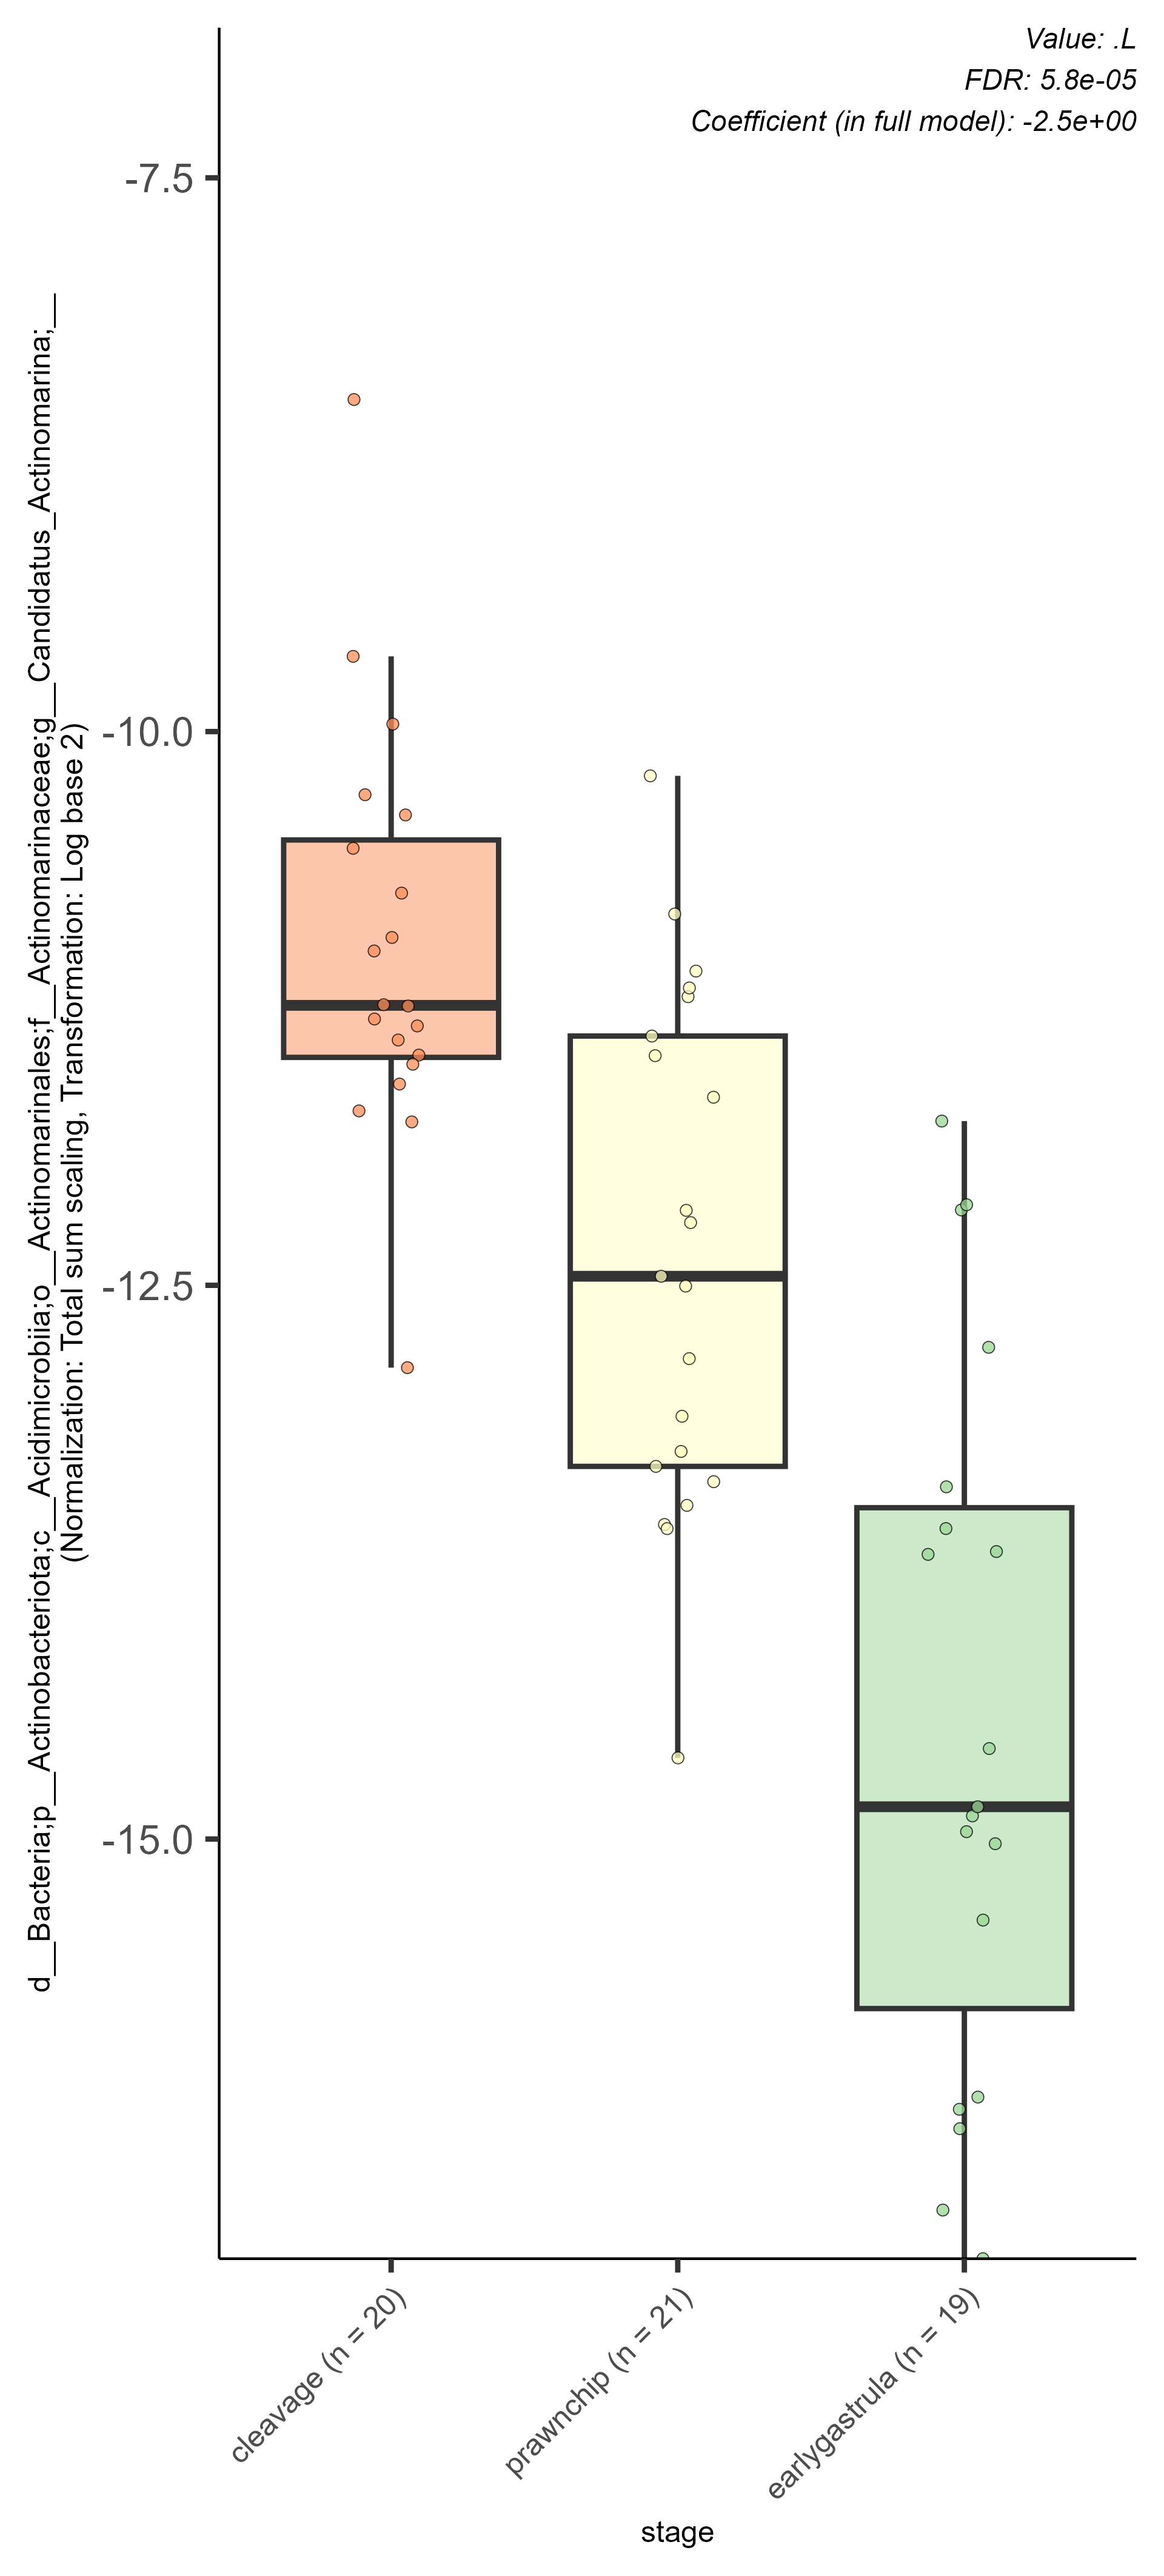 Value: .L
FDR: 5.8e-05
Coefficient (in full model): -2.5e+00
d__Bacteria;p__Actinobacteriota;c__Acidimicrobiia;o__Actinomarinales;f__Actinomarinaceae;g__Candidatus_Actinomarina;__
(Normalization: Total sum scaling, Transformation: Log base 2)
-7.5
-10.0
-12.5
-15.0
cleavage (n = 20)
prawnchip (n = 21)
earlygastrula (n = 19)
stage